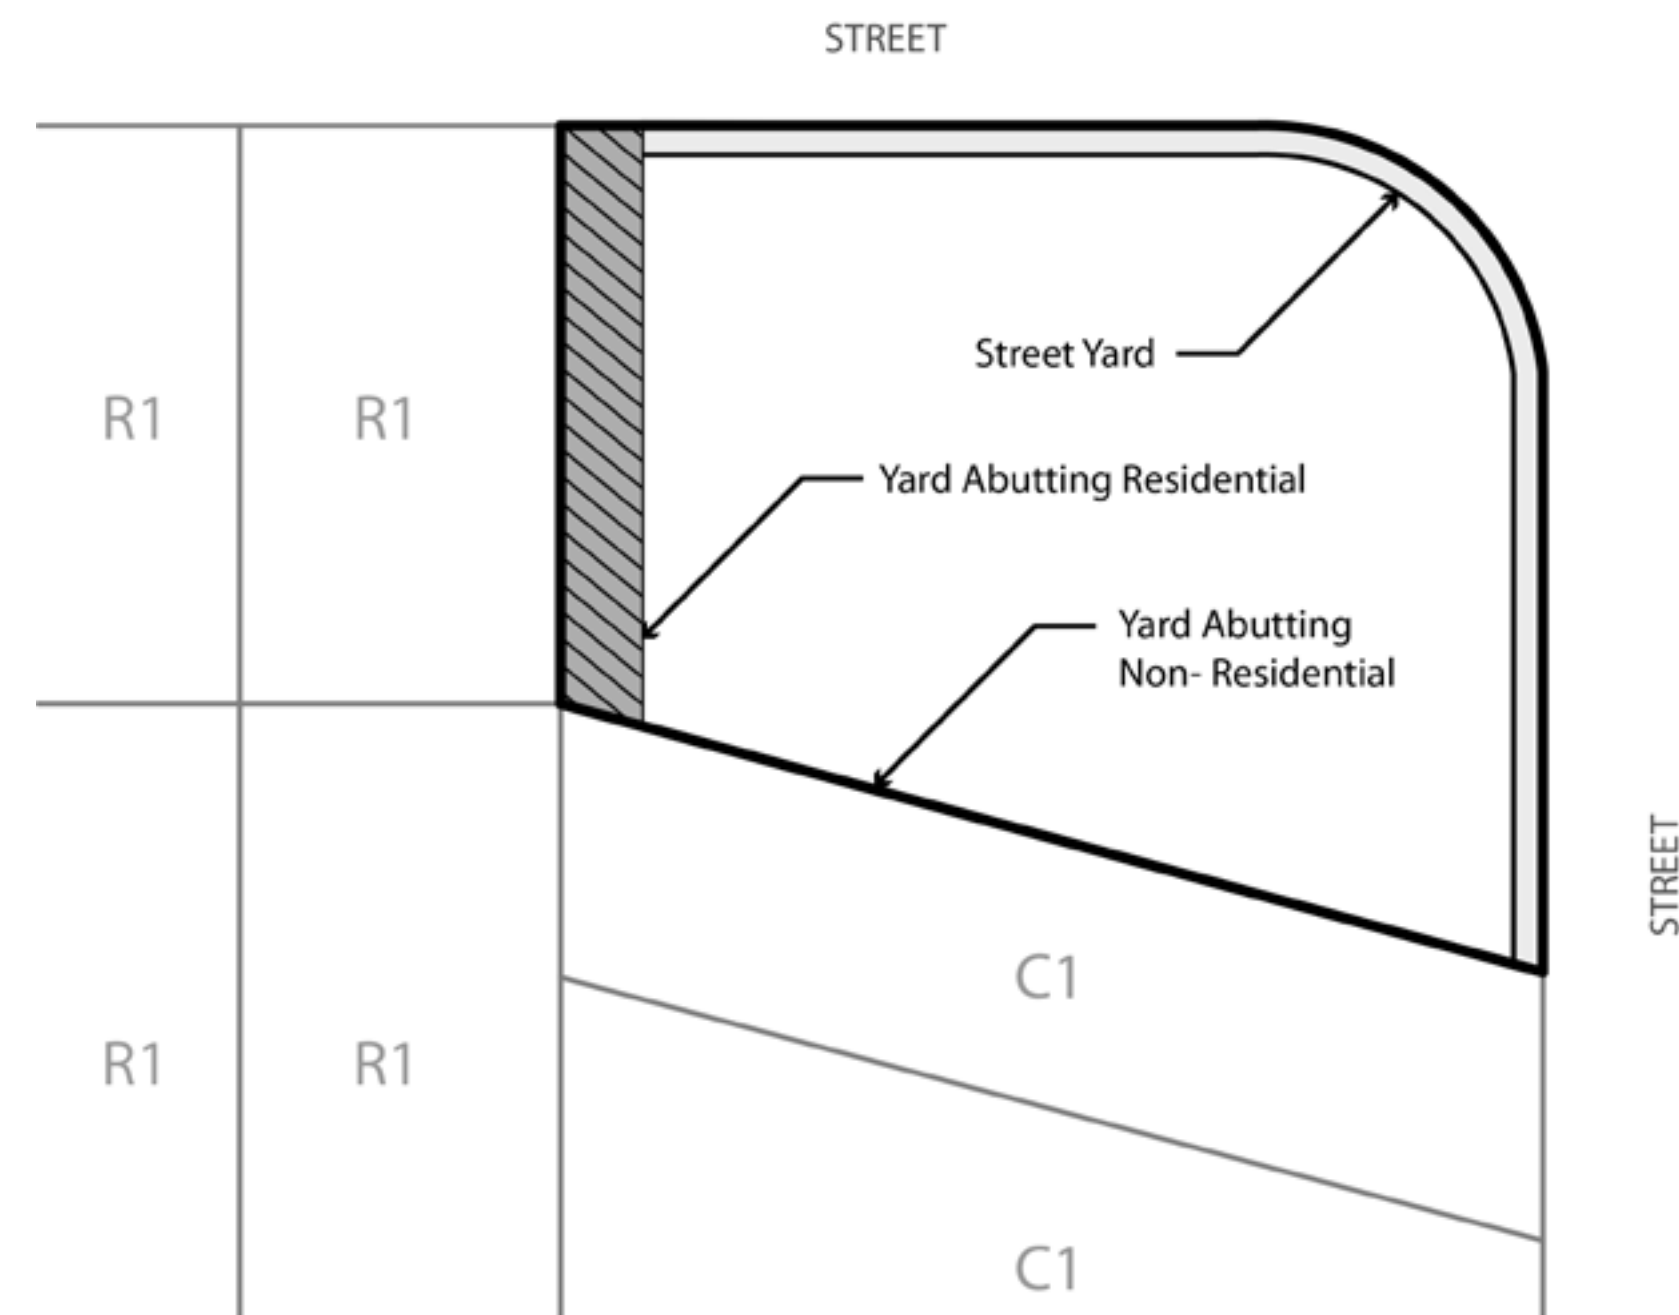 STREET
Street Yard
R1
R1
Yard Abutting Residential
Yard Abutting
Non- Residential
STREET
C1
R1
R1
C1